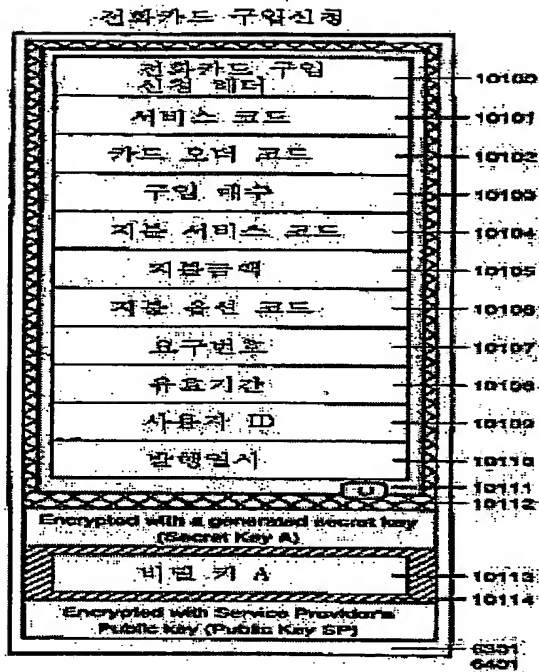 전화카드 구입신청
전화카드 구입 10100
신청 헤더
서비스 코드 10101
카드 오더 코드 10102
구입 매수 10103
지불 서비스 코드 10104
지불금액 10105
지불 옵션 코드 10106
요구번호 10107
유효기간 10108
사용자 ID 10109
발행일시 10110
U 10111
10112
Encrypted with a generated secret key
(Secret Key A)
비밀 키 A 10113
10114
Encrypted with Service Provider's
Public key (Public Key SP)
6301
6401